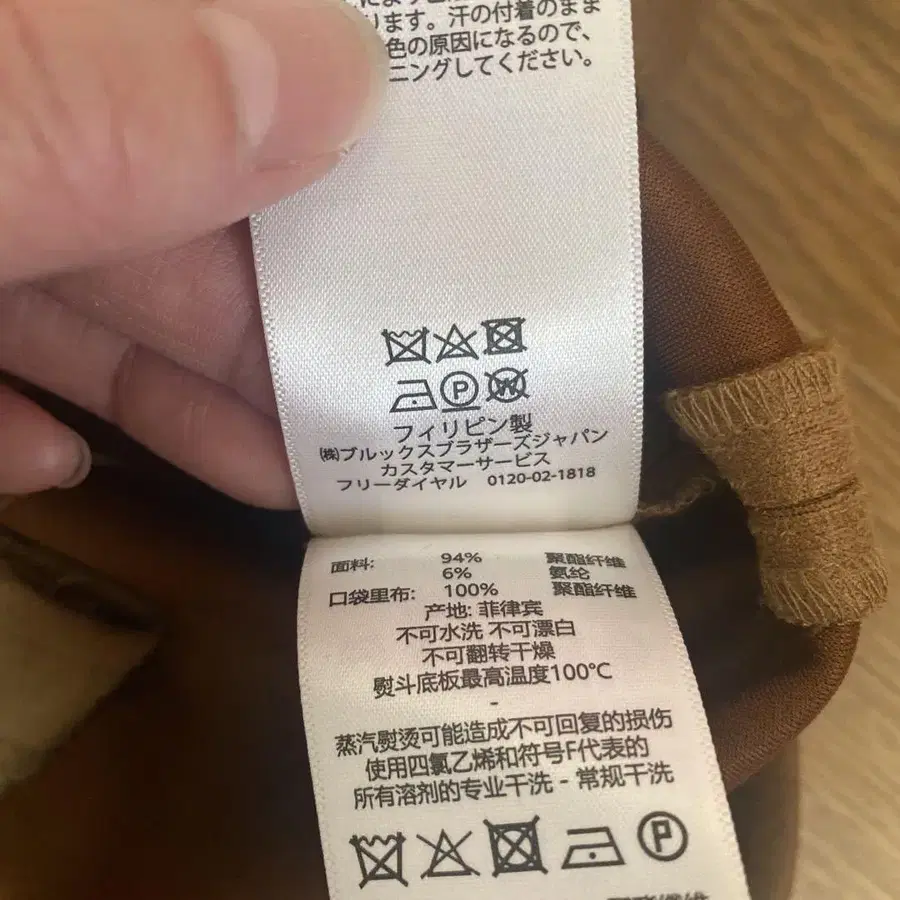 ります。汗の付着のまま
色の原因になるので、
ニングしてください。
P W
フィリピン製
㈱ブルックスブラザーズジャパン
カスタマーサービス
フリーダイヤル 0120-02-1818
面料: 94% 聚酯纤维
6% 氨纶
口袋里布: 100% 聚酯纤维
产地: 菲律宾
不可水洗 不可漂白
不可翻转干燥
熨斗底板最高温度100℃
-
蒸汽熨烫可能造成不可回复的损伤
使用四氯乙烯和符号F代表的
所有溶剂的专业干洗 - 常规干洗
P